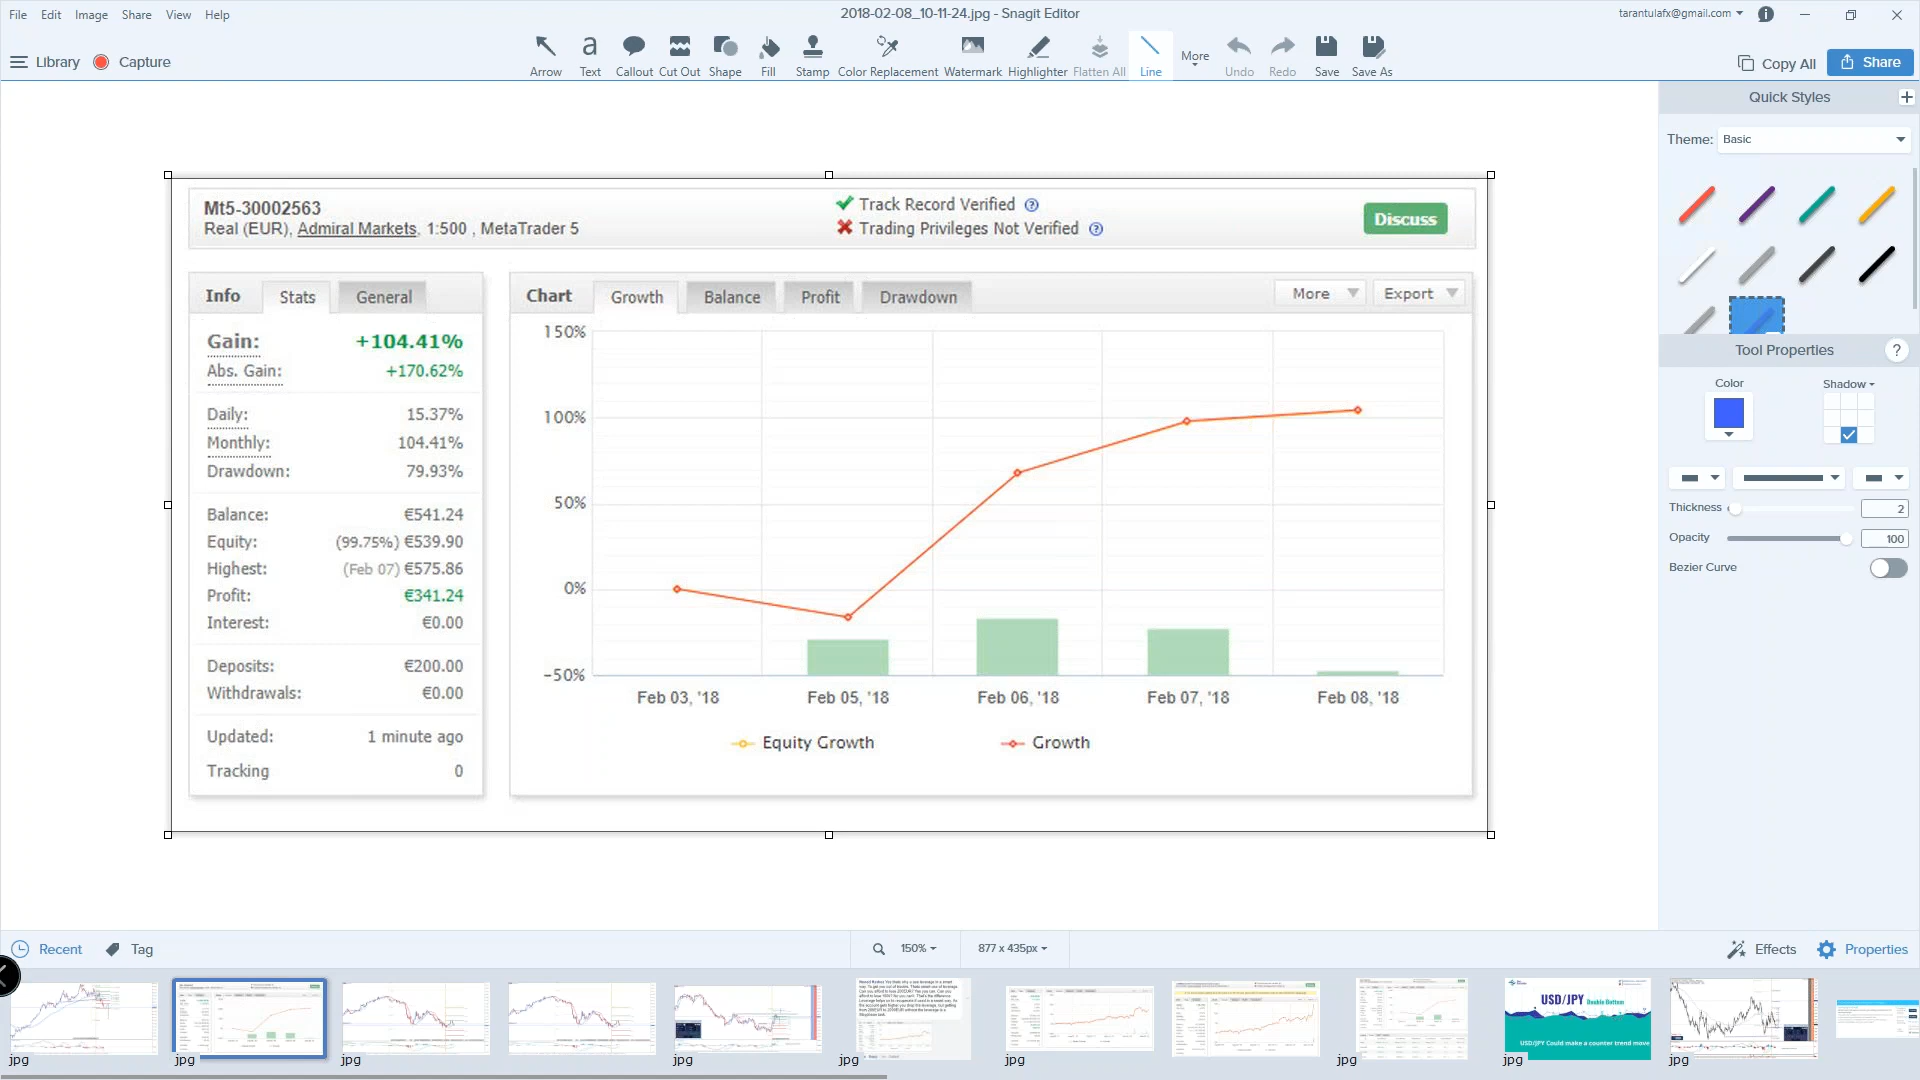 File Edit Image Share View Help
2018-02-08_10-11-24.jpg - Snagit Editor
tarantulafx@gmail.com
Library Capture
Arrow Text Callout Cut Out Shape Fill Stamp Color Replacement Watermark Highlighter Flatten All Line More Undo Redo Save Save As
Copy All Share
Quick Styles
Theme: Basic
Mt5-30002563
Real (EUR), Admiral Markets, 1:500 , MetaTrader 5
Track Record Verified
Trading Privileges Not Verified
Discuss
Info Stats General
Gain: +104.41%
Abs. Gain: +170.62%
Daily: 15.37%
Monthly: 104.41%
Drawdown: 79.93%
Balance: €541.24
Equity: (99.75%) €539.90
Highest: (Feb 07) €575.86
Profit: €341.24
Interest: €0.00
Deposits: €200.00
Withdrawals: €0.00
Updated: 1 minute ago
Tracking 0
Chart Growth Balance Profit Drawdown More Export
150%
100%
50%
0%
-50%
Feb 03, '18 Feb 05, '18 Feb 06, '18 Feb 07, '18 Feb 08, '18
Equity Growth Growth
Tool Properties ?
Color Shadow
Thickness 2
Opacity 100
Bezier Curve
Recent Tag
150% 877 x 435px
Effects Properties
USD/JPY Double Bottom
USD/JPY Could make a counter trend move
jpg jpg jpg jpg jpg jpg jpg jpg jpg